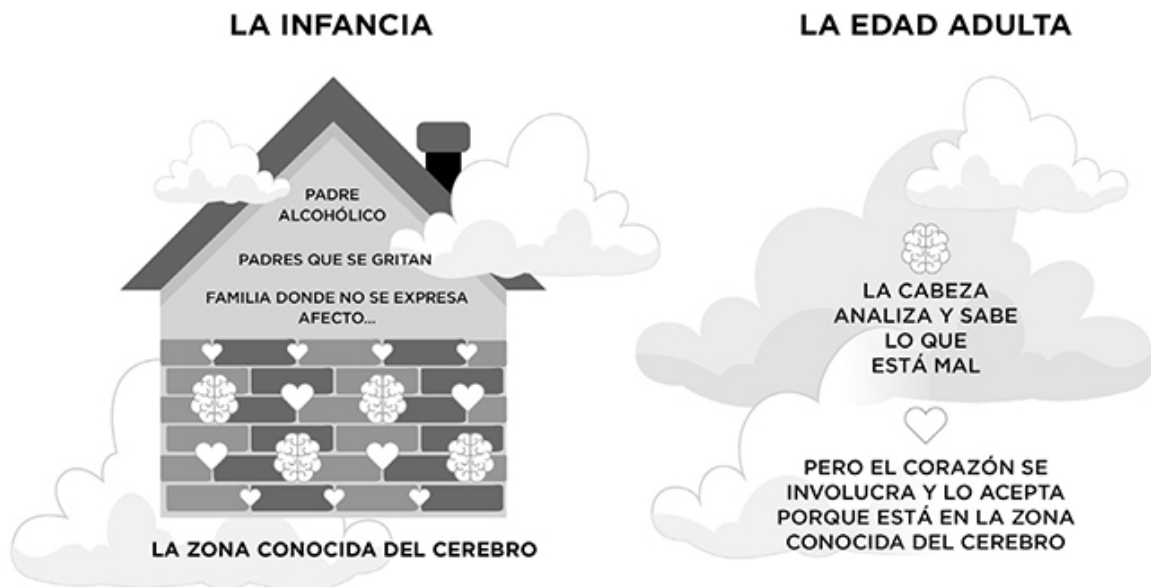 LA INFANCIA
PADRE
ALCOHÓLICO
PADRES QUE SE GRITAN
FAMILIA DONDE NO SE EXPRESA
AFECTO...
LA ZONA CONOCIDA DEL CEREBRO
LA EDAD ADULTA
LA CABEZA
ANALIZA Y SABE
LO QUE
ESTÁ MAL
PERO EL CORAZÓN SE
INVOLUCRA Y LO ACEPTA
PORQUE ESTÁ EN LA ZONA
CONOCIDA DEL CEREBRO